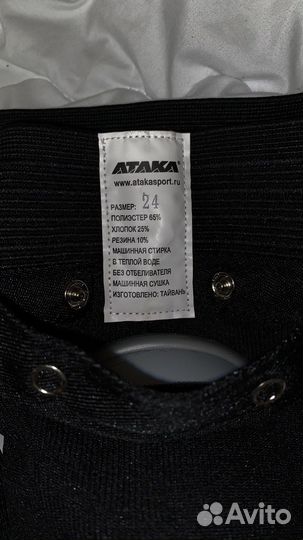 ATAKA®
www.atakasport.ru
РАЗМЕР: 24
ПОЛИЭСТЕР 65%
ХЛОПОК 25%
РЕЗИНА 10%
МАШИННАЯ СТИРКА
В ТЕПЛОЙ ВОДЕ
БЕЗ ОТБЕЛИВАТЕЛЯ
МАШИННАЯ СУШКА
ИЗГОТОВЛЕНО: ТАЙВАНЬ
Avito